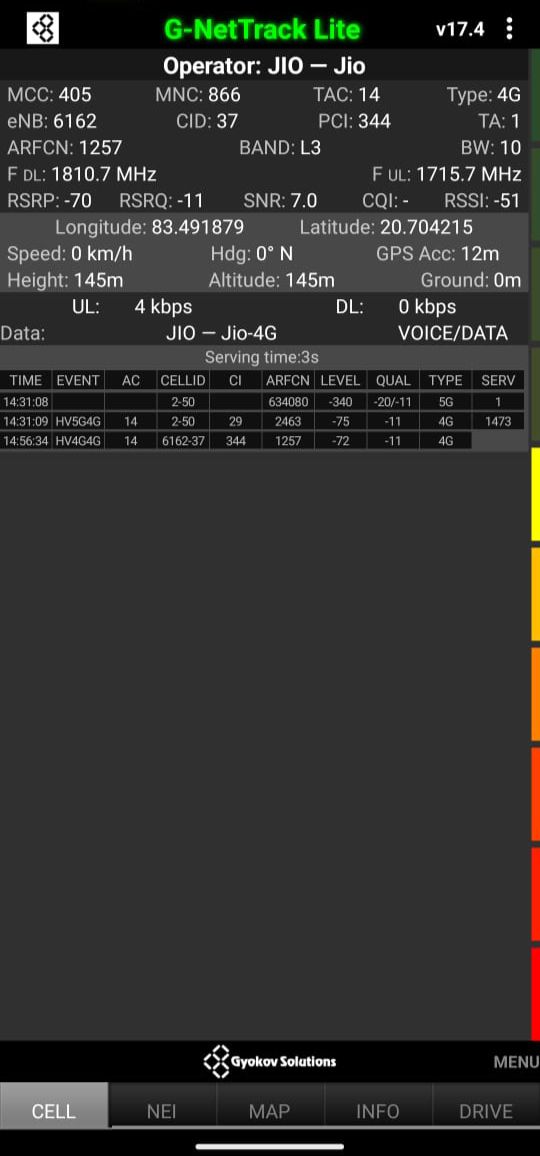 G-NetTrack Lite v17.4
Operator: JIO — Jio
MCC: 405 MNC: 866 TAC: 14 Type: 4G
eNB: 6162 CID: 37 PCI: 344 TA: 1
ARFCN: 1257 BAND: L3 BW: 10
F DL: 1810.7 MHz F UL: 1715.7 MHz
RSRP: -70 RSRQ: -11 SNR: 7.0 CQI: - RSSI: -51
Longitude: 83.491879 Latitude: 20.704215
Speed: 0 km/h Hdg: 0° N GPS Acc: 12m
Height: 145m Altitude: 145m Ground: 0m
UL: 4 kbps DL: 0 kbps
Data: JIO — Jio-4G VOICE/DATA
Serving time:3s
TIME EVENT AC CELLID CI ARFCN LEVEL QUAL TYPE SERV
14:31:08 2-50 634080 -340 -20/-11 5G 1
14:31:09 HV5G4G 14 2-50 29 2463 -75 -11 4G 1473
14:56:34 HV4G4G 14 6162-37 344 1257 -72 -11 4G
Gyokov Solutions MENU
CELL NEI MAP INFO DRIVE